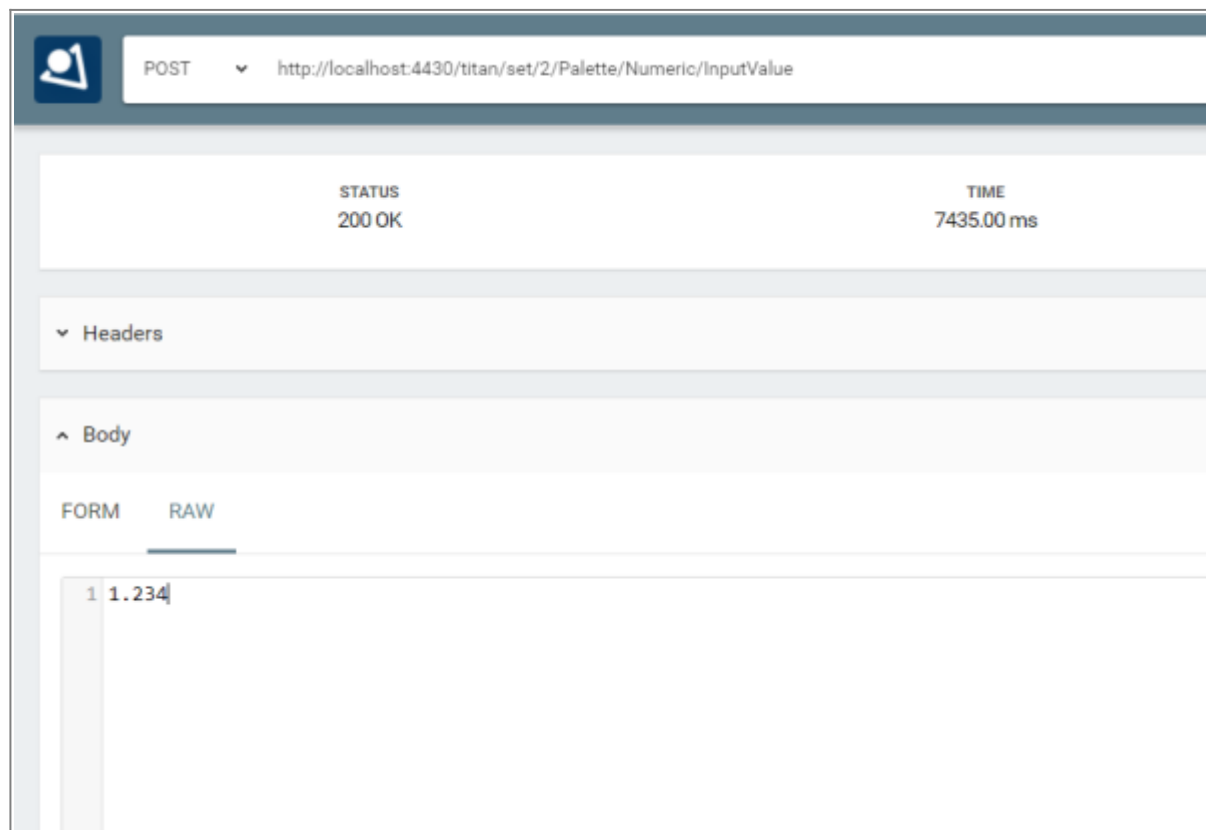 POST http://localhost:4430/titan/set/2/Palette/Numeric/InputValue
STATUS TIME
200 OK 7435.00 ms
Headers
Body
FORM RAW
1 1.234